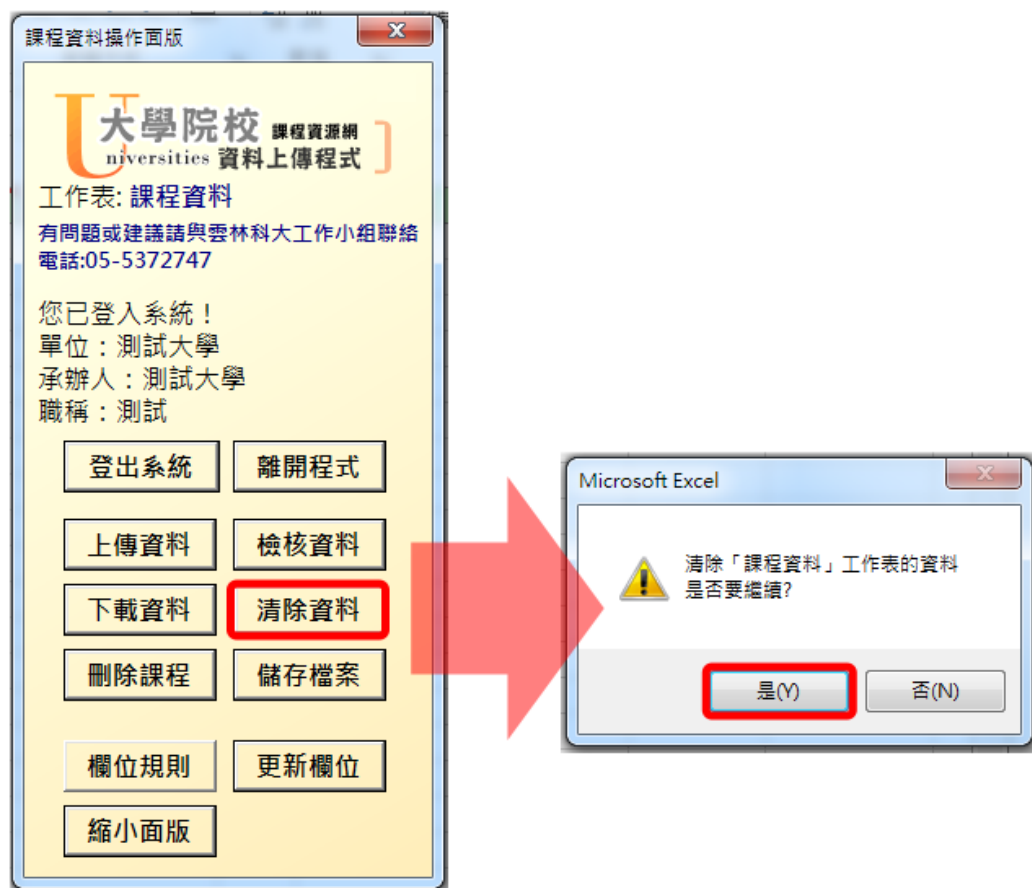 課程資料操作面版
大學院校 課程資源網
Universities 資料上傳程式
工作表: 課程資料
有問題或建議請與雲林科大工作小組聯絡
電話:05-5372747
您已登入系統！
單位：測試大學
承辦人：測試大學
職稱：測試
登出系統 離開程式
上傳資料 檢核資料
下載資料 清除資料
刪除課程 儲存檔案
欄位規則 更新欄位
縮小面版
Microsoft Excel
清除「課程資料」工作表的資料
是否要繼續?
是(Y) 否(N)